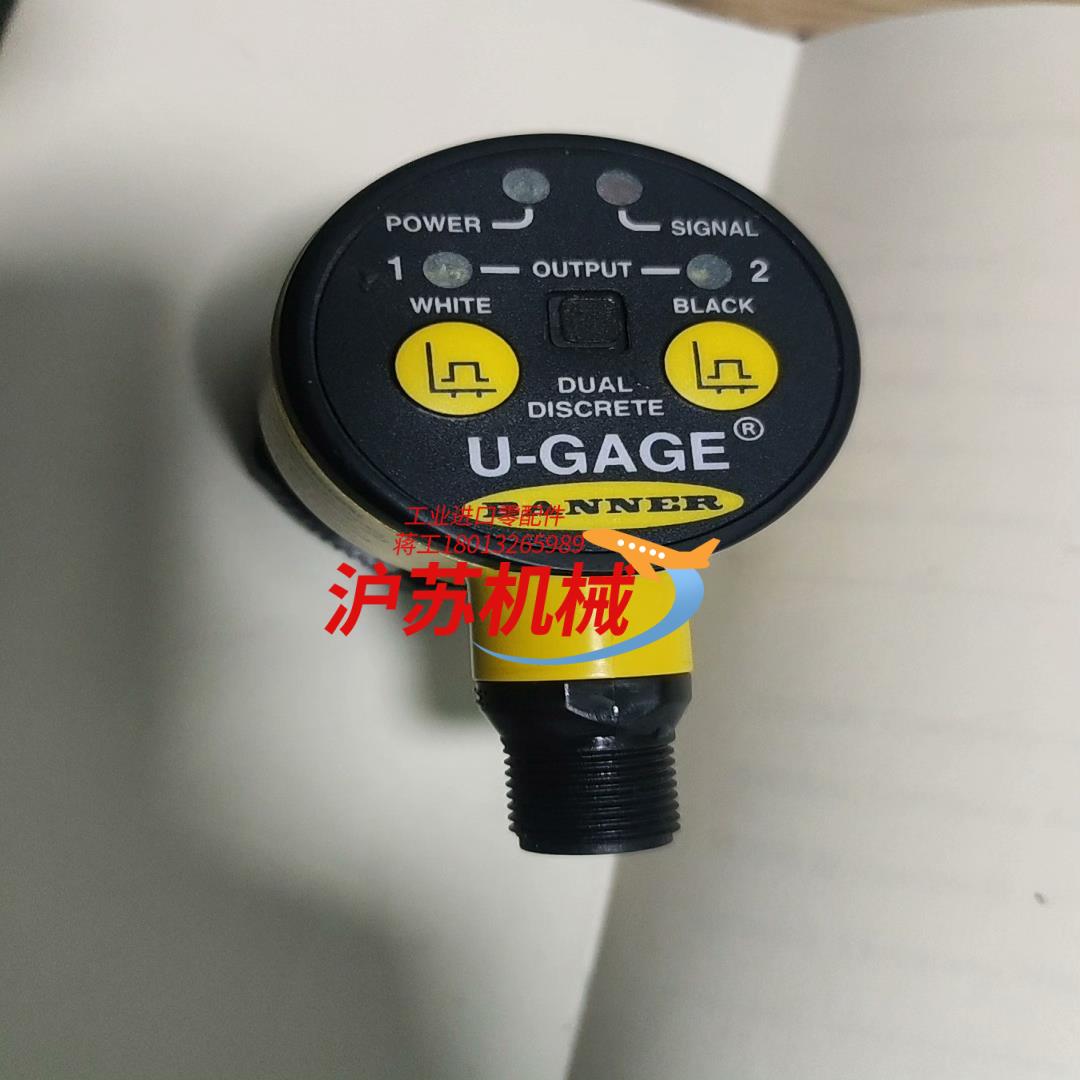 POWER SIGNAL
1 OUTPUT 2
WHITE BLACK
DUAL
DISCRETE
U-GAGE®
BANNER
工业进口零配件
蒋工18013265989
沪苏机械